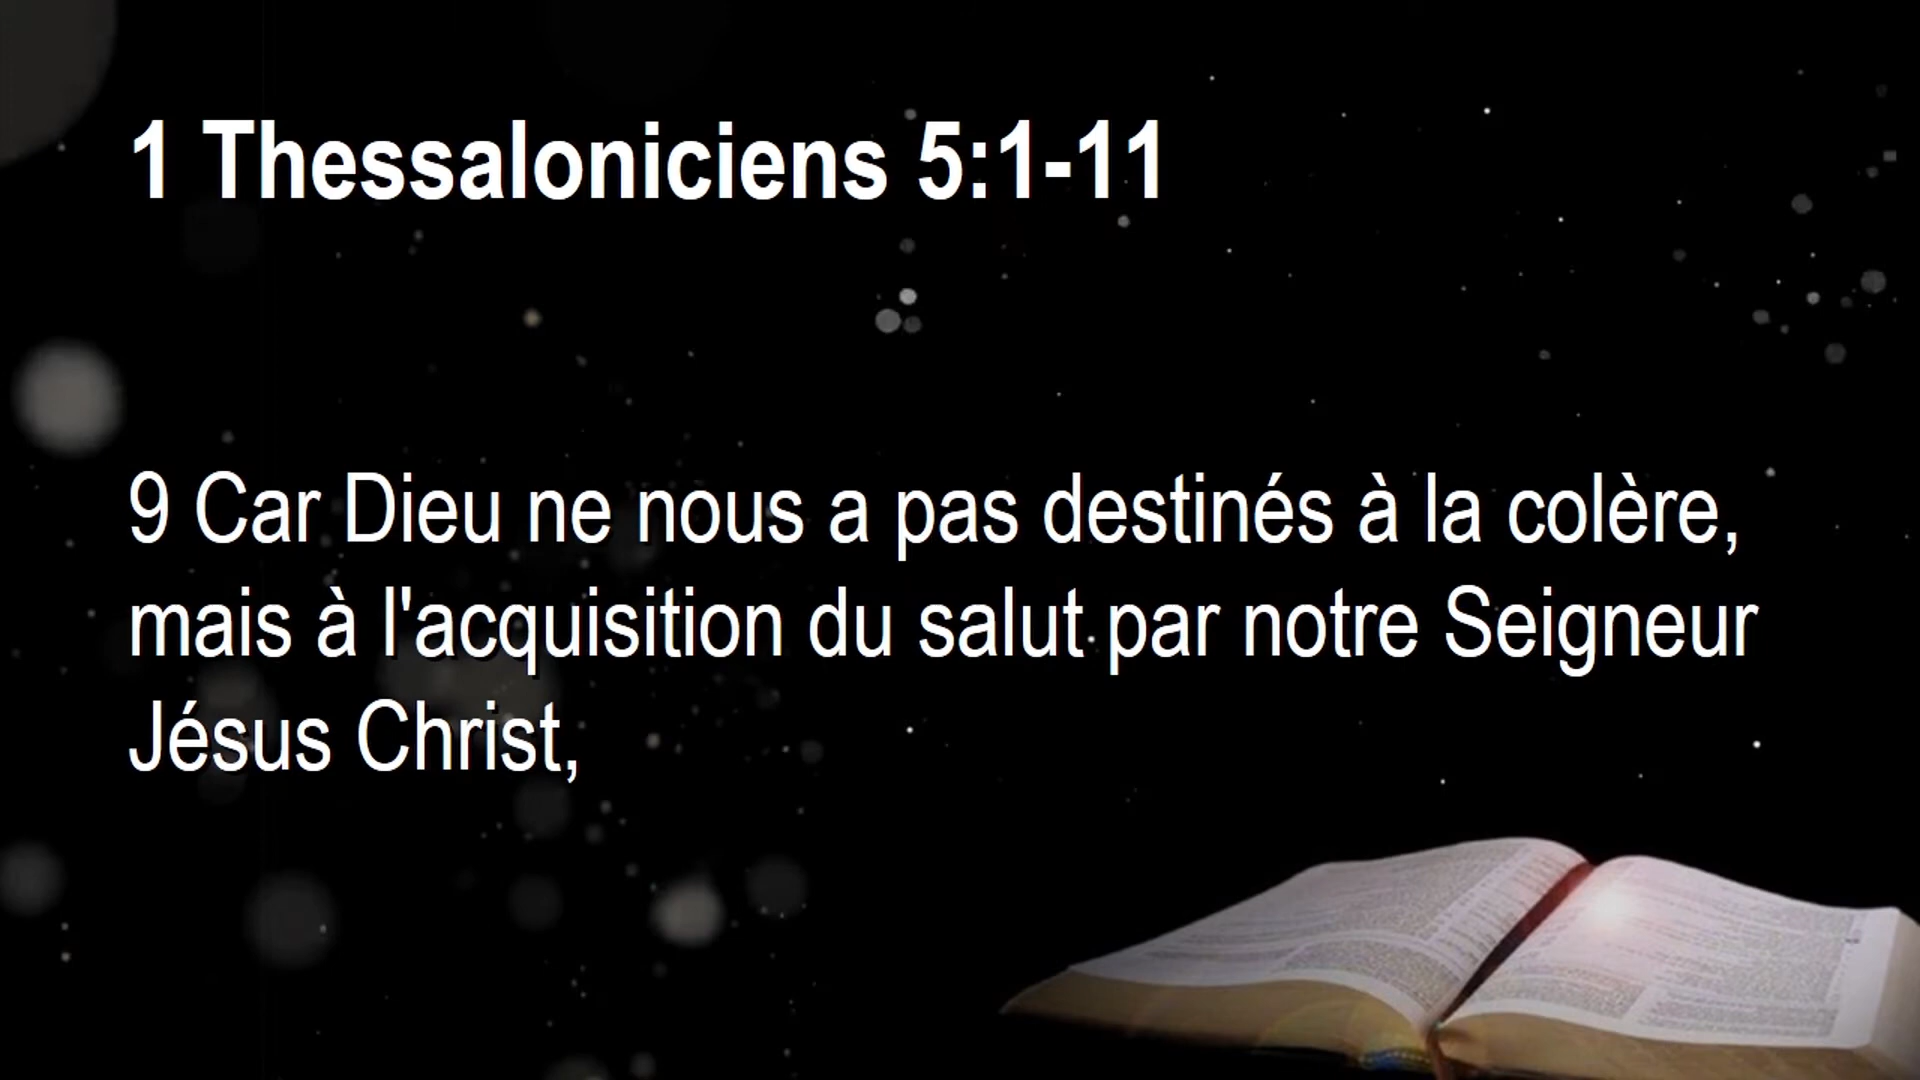 1 Thessaloniciens 5:1-11
9 Car Dieu ne nous a pas destinés à la colère,
mais à l'acquisition du salut par notre Seigneur
Jésus Christ,